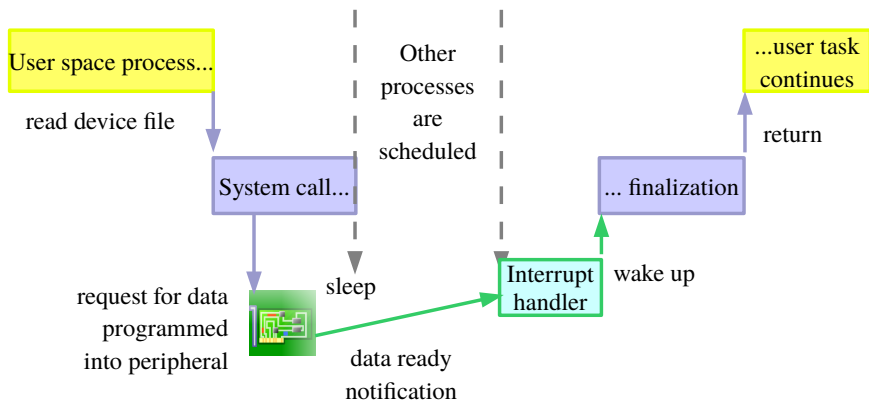 User space process...
read device file
System call...
request for data
programmed
into peripheral
sleep
Other
processes
are
scheduled
data ready
notification
Interrupt
handler
wake up
... finalization
return
...user task
continues